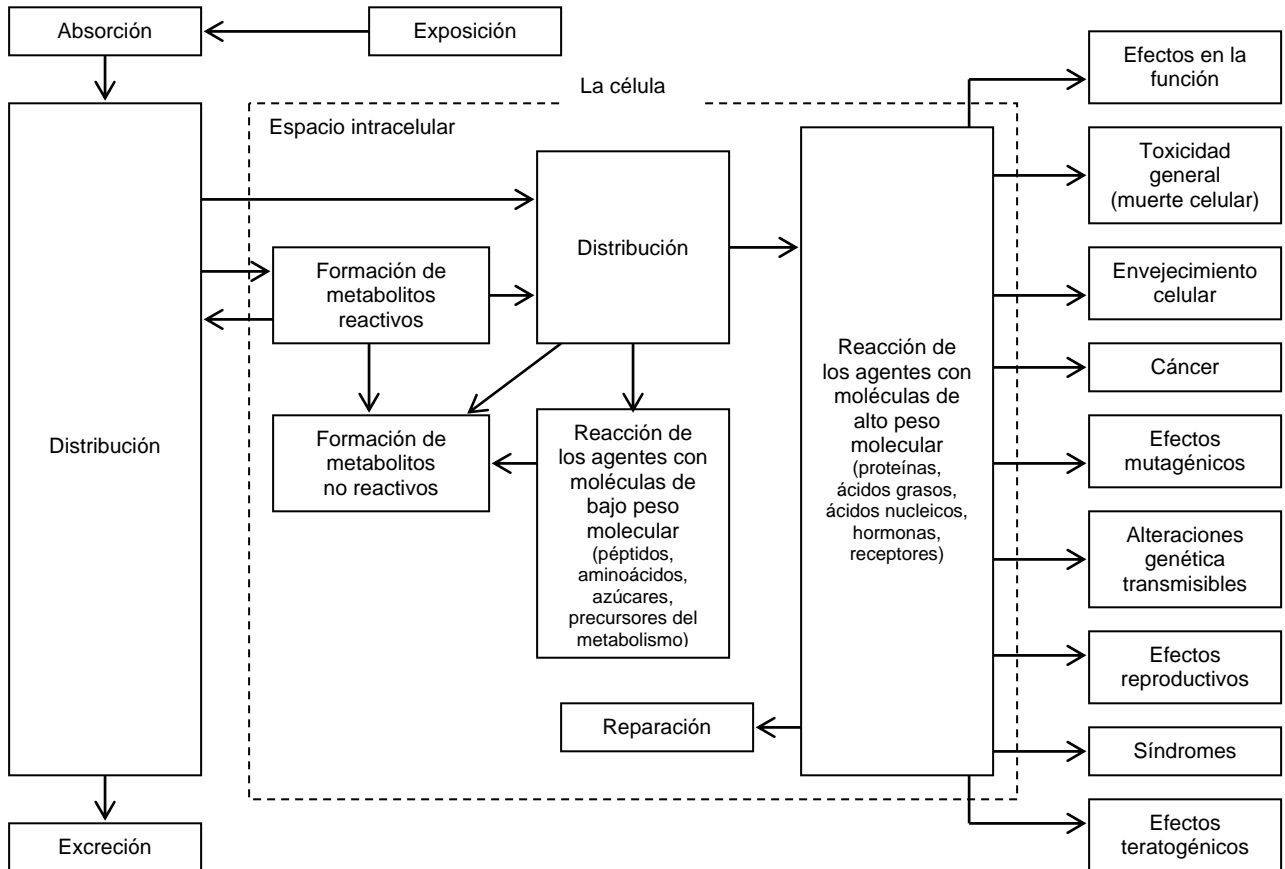 Absorción
Exposición
La célula
Espacio intracelular
Distribución
Excreción
Formación de
metabolitos
reactivos
Formación de
metabolitos
no reactivos
Distribución
Reacción de
los agentes con
moléculas de
bajo peso
molecular
(péptidos,
aminoácidos,
azúcares,
precursores del
metabolismo)
Reparación
Reacción de
los agentes con
moléculas de
alto peso
molecular
(proteínas,
ácidos grasos,
ácidos nucleicos,
hormonas,
receptores)
Efectos en la
función
Toxicidad
general
(muerte celular)
Envejecimiento
celular
Cáncer
Efectos
mutagénicos
Alteraciones
genética
transmisibles
Efectos
reproductivos
Síndromes
Efectos
teratogénicos